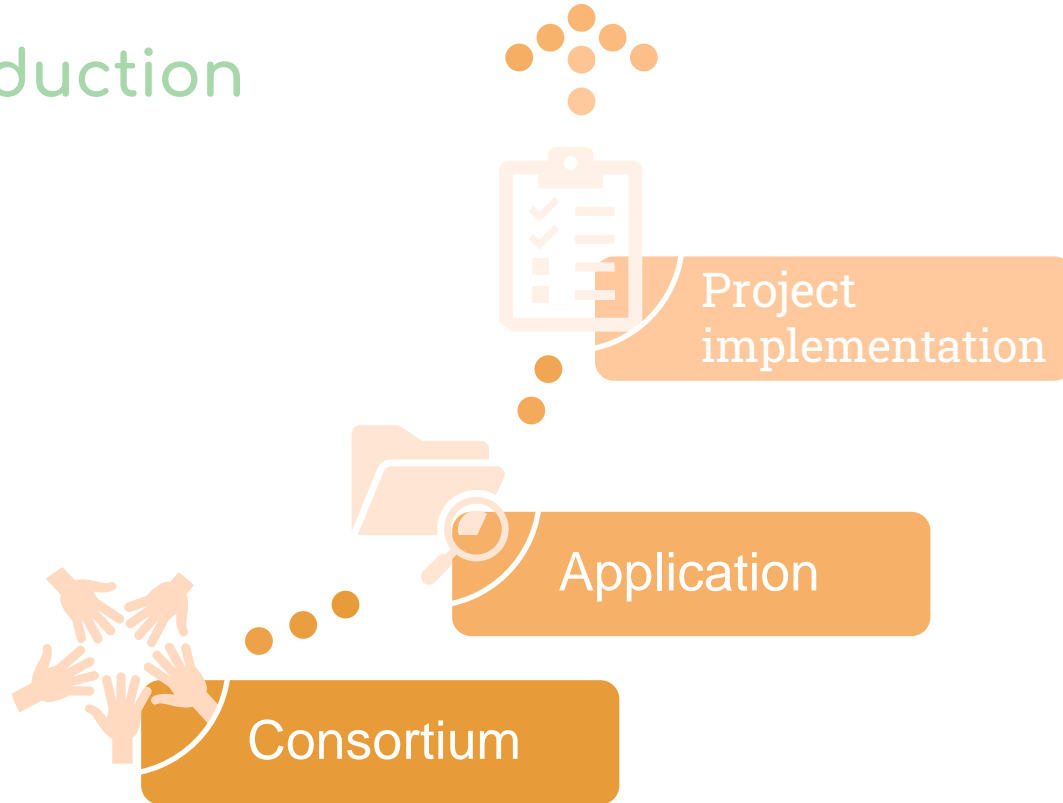 duction
Project
implementation
Application
Consortium